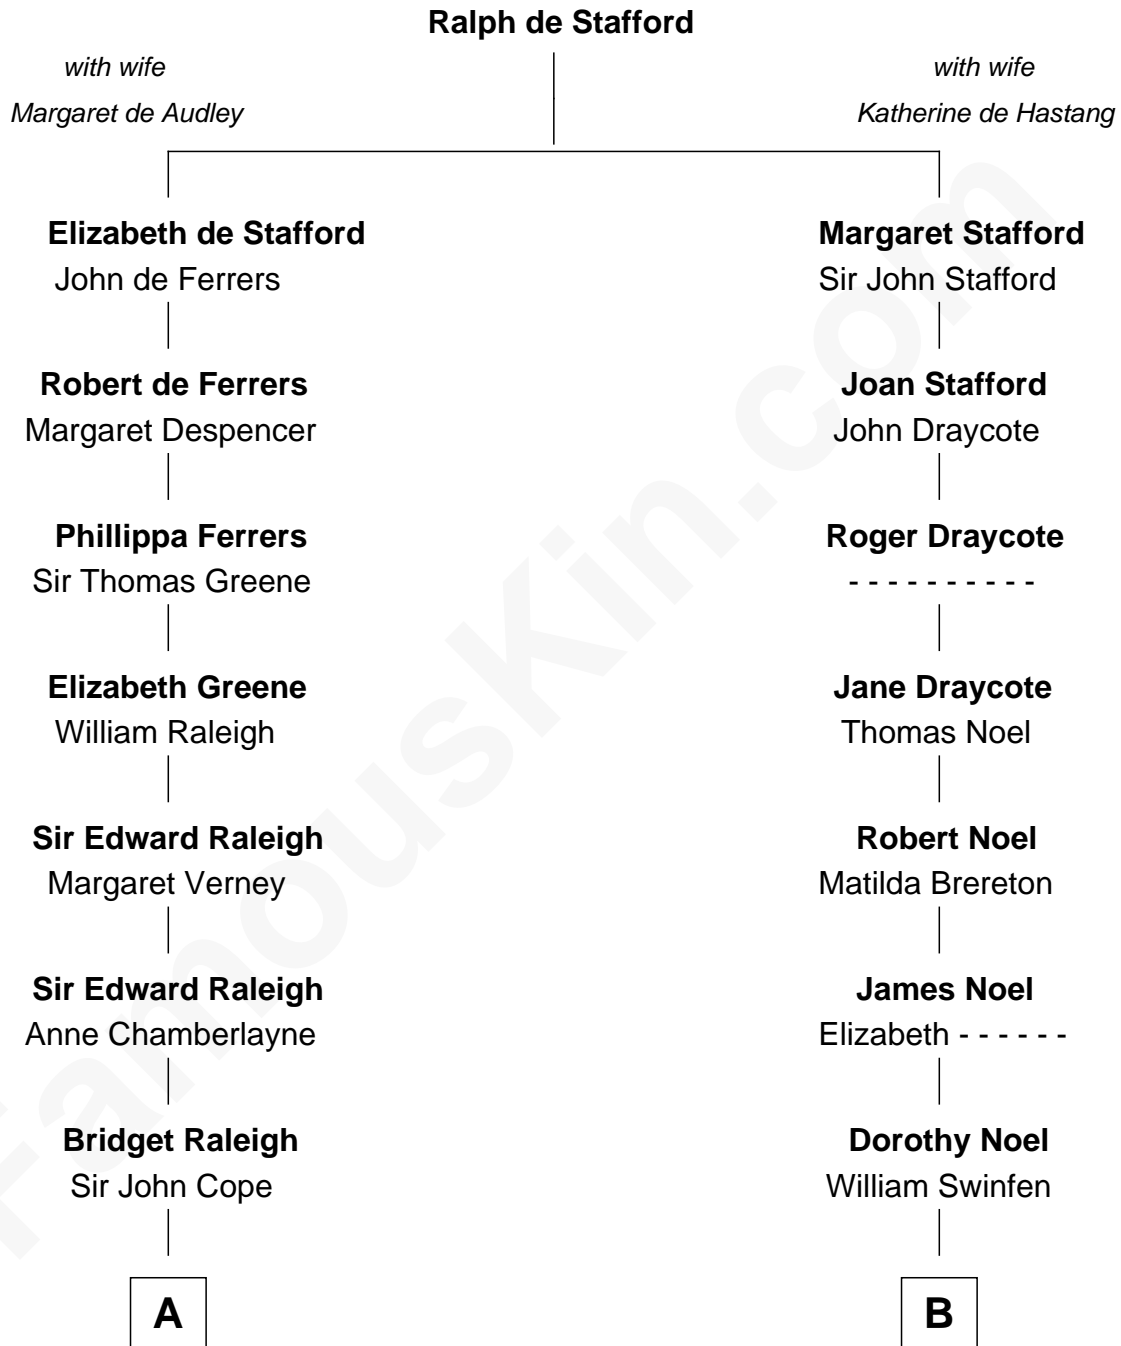 Ralph de Stafford
with wife
Margaret de Audley
with wife
Katherine de Hastang
Elizabeth de Stafford
John de Ferrers
Margaret Stafford
Sir John Stafford
Robert de Ferrers
Margaret Despencer
Joan Stafford
John Draycote
Phillippa Ferrers
Sir Thomas Greene
Roger Draycote
- - - - - - - - - -
Elizabeth Greene
William Raleigh
Jane Draycote
Thomas Noel
Sir Edward Raleigh
Margaret Verney
Robert Noel
Matilda Brereton
Sir Edward Raleigh
Anne Chamberlayne
James Noel
Elizabeth - - - - - -
Bridget Raleigh
Sir John Cope
Dorothy Noel
William Swinfen
A
B
FamousKin.com